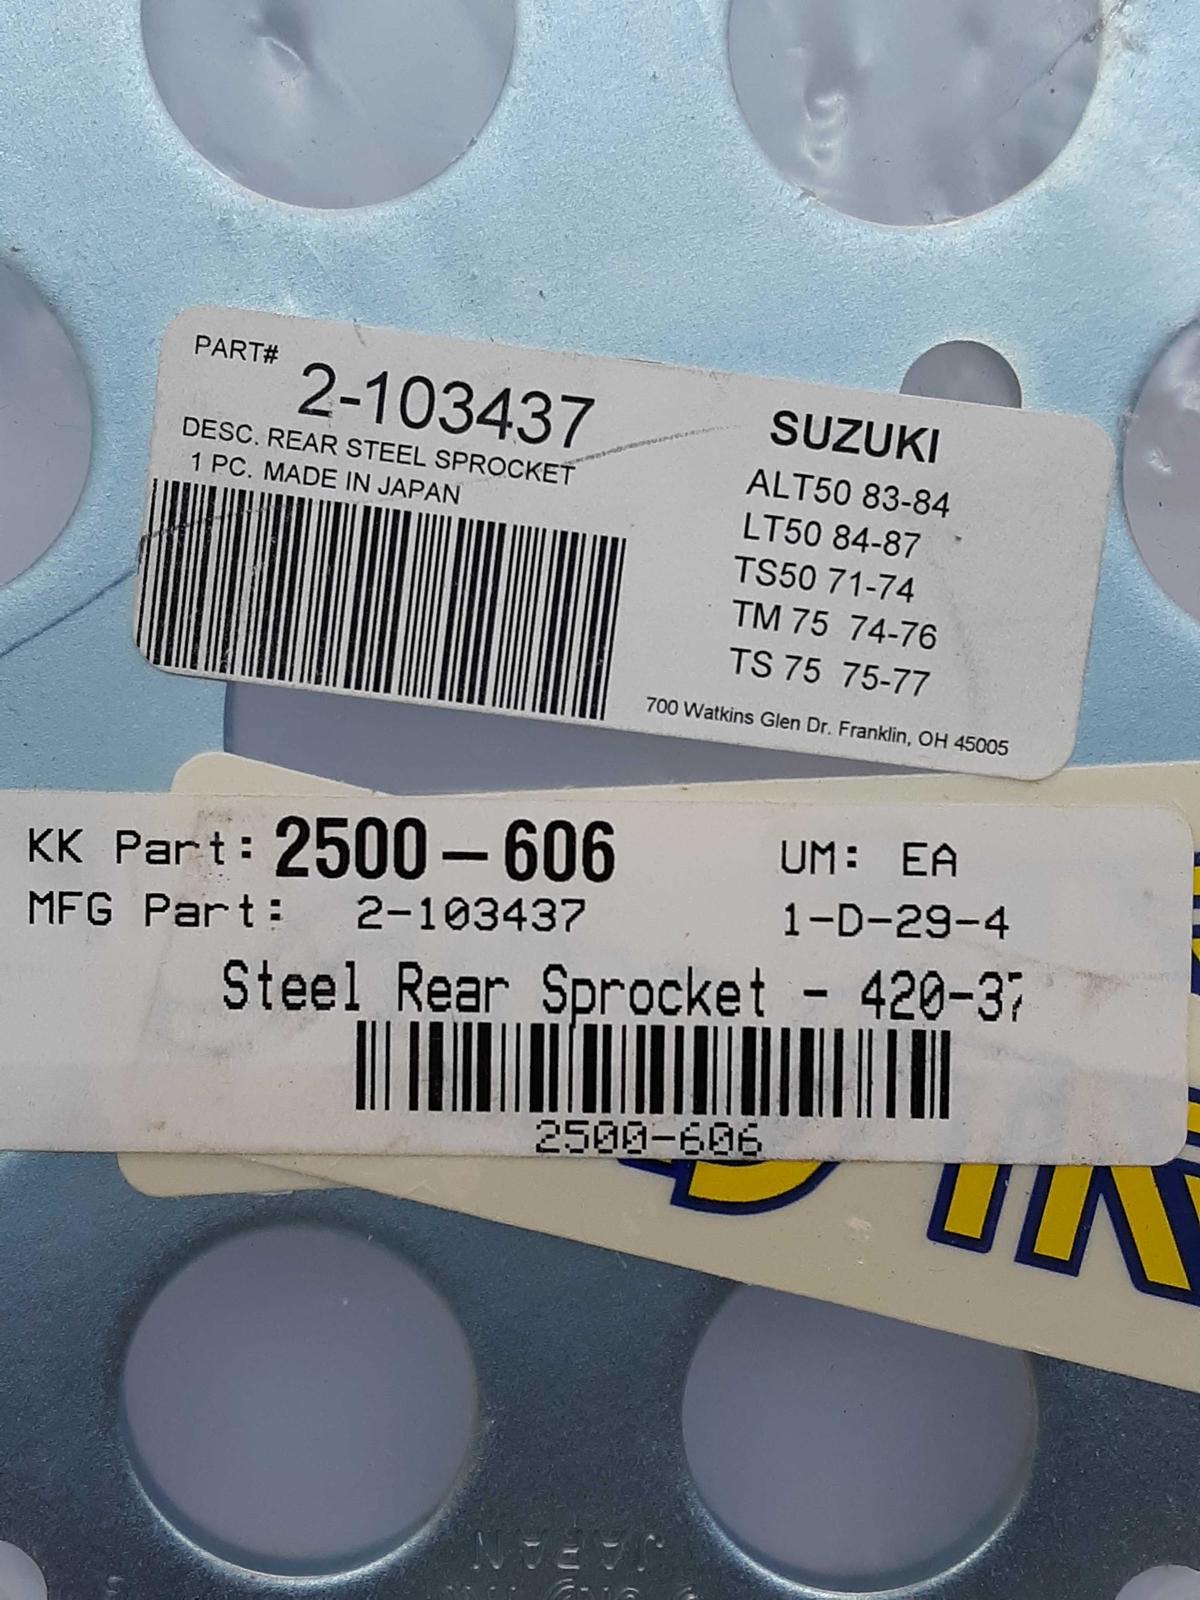 PART# 2-103437
DESC. REAR STEEL SPROCKET
1 PC. MADE IN JAPAN
SUZUKI
ALT50 83-84
LT50 84-87
TS50 71-74
TM 75 74-76
TS 75 75-77
700 Watkins Glen Dr. Franklin, OH 45005
KK Part: 2500-606 UM: EA
MFG Part: 2-103437 1-D-29-4
Steel Rear Sprocket - 420-37
2500-606
JAPAN